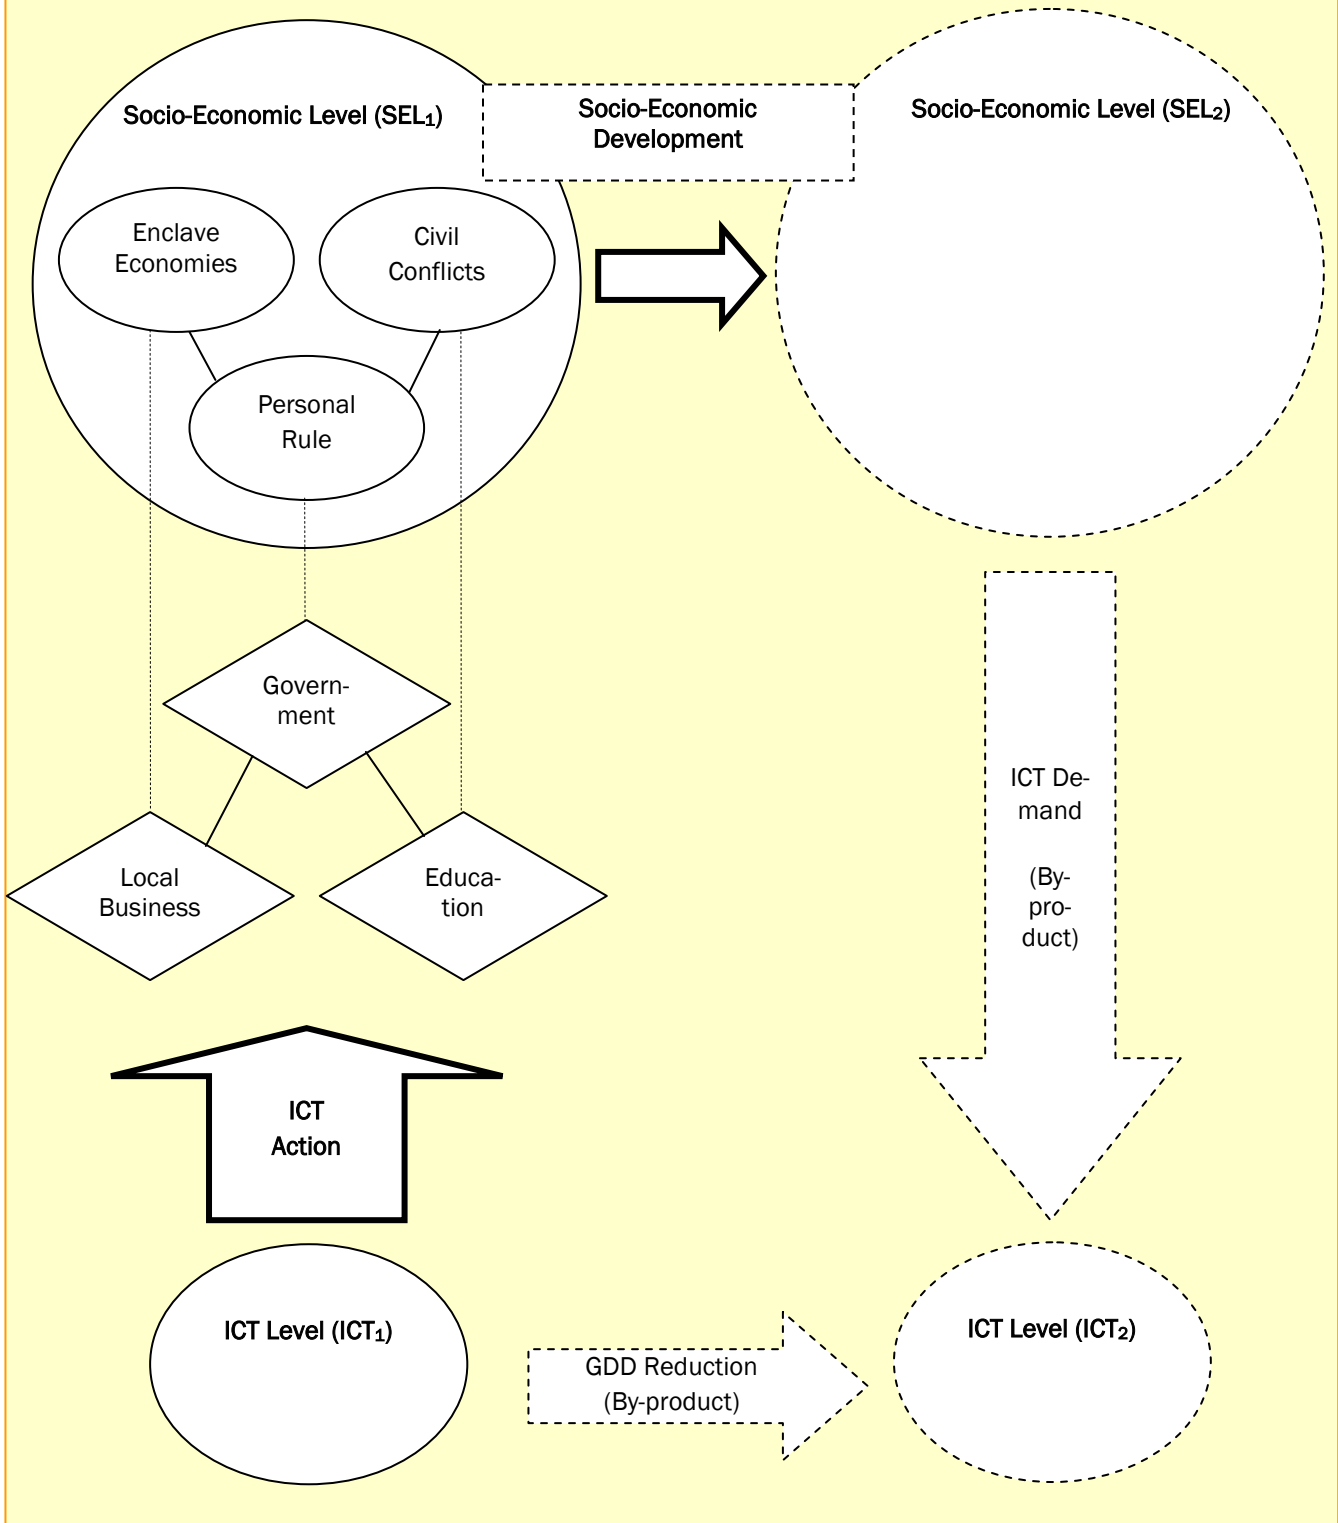 Socio-Economic Level (SEL₁)
Socio-Economic
Development
Socio-Economic Level (SEL₂)
Enclave
Economies
Civil
Conflicts
Personal
Rule
Govern-
ment
Local
Business
Educa-
tion
ICT De-
mand
(By-
pro-
duct)
ICT
Action
ICT Level (ICT₁)
GDD Reduction
(By-product)
ICT Level (ICT₂)